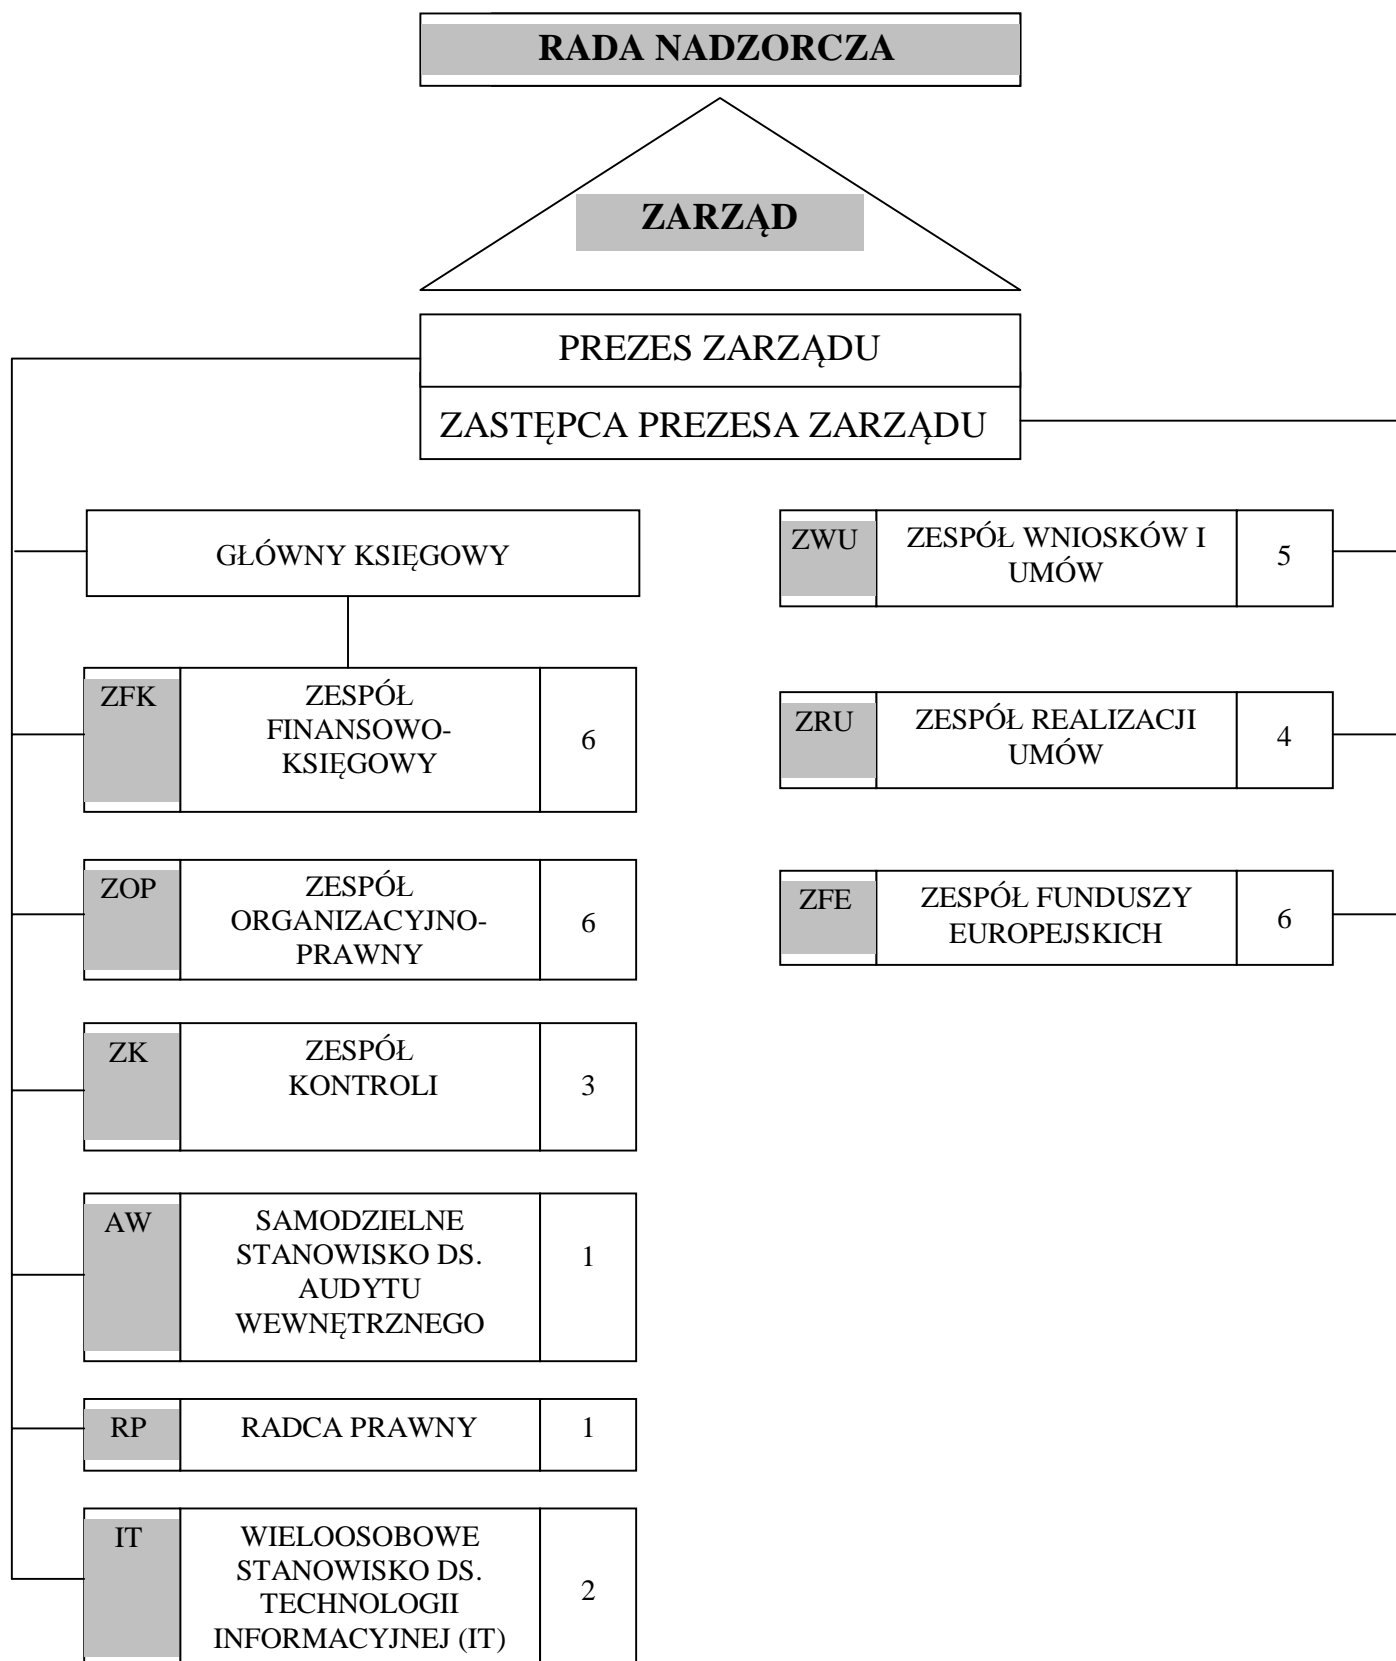 RADA NADZORCZA
ZARZĄD
PREZES ZARZĄDU
ZASTĘPCA PREZESA ZARZĄDU
GŁÓWNY KSIĘGOWY
ZFK
ZESPÓŁ
FINANSOWO-
KSIĘGOWY
6
ZOP
ZESPÓŁ
ORGANIZACYJNO-
PRAWNY
6
ZK
ZESPÓŁ
KONTROLI
3
AW
SAMODZIELNE
STANOWISKO DS.
AUDYTU
WEWNĘTRZNEGO
1
RP
RADCA PRAWNY
1
IT
WIELOOSOBOWE
STANOWISKO DS.
TECHNOLOGII
INFORMACYJNEJ (IT)
2
ZWU
ZESPÓŁ WNIOSKÓW I
UMÓW
5
ZRU
ZESPÓŁ REALIZACJI
UMÓW
4
ZFE
ZESPÓŁ FUNDUSZY
EUROPEJSKICH
6